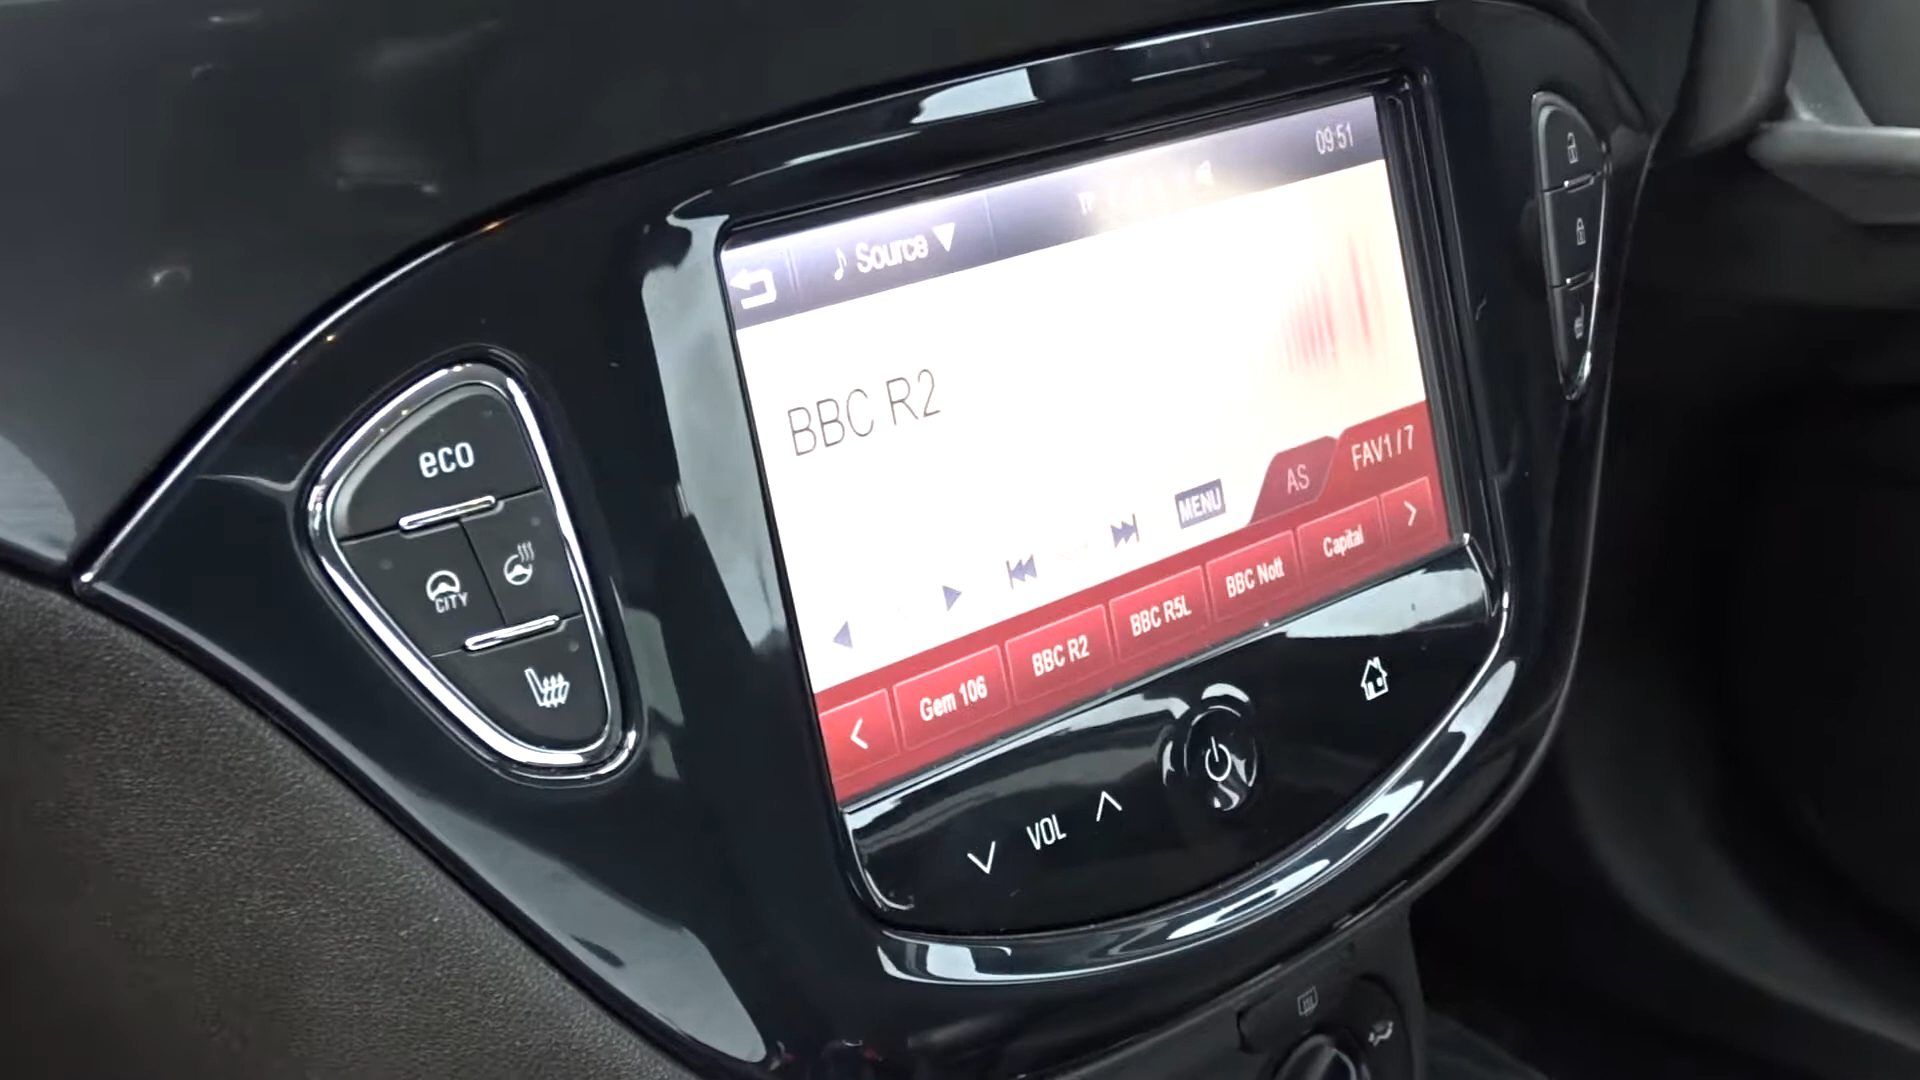 09:51
Source
TP
BBC R2
MENU
AS
FAV1/7
Gem 106
BBC R2
BBC R5L
BBC Nott
Capital
VOL
eco
CITY